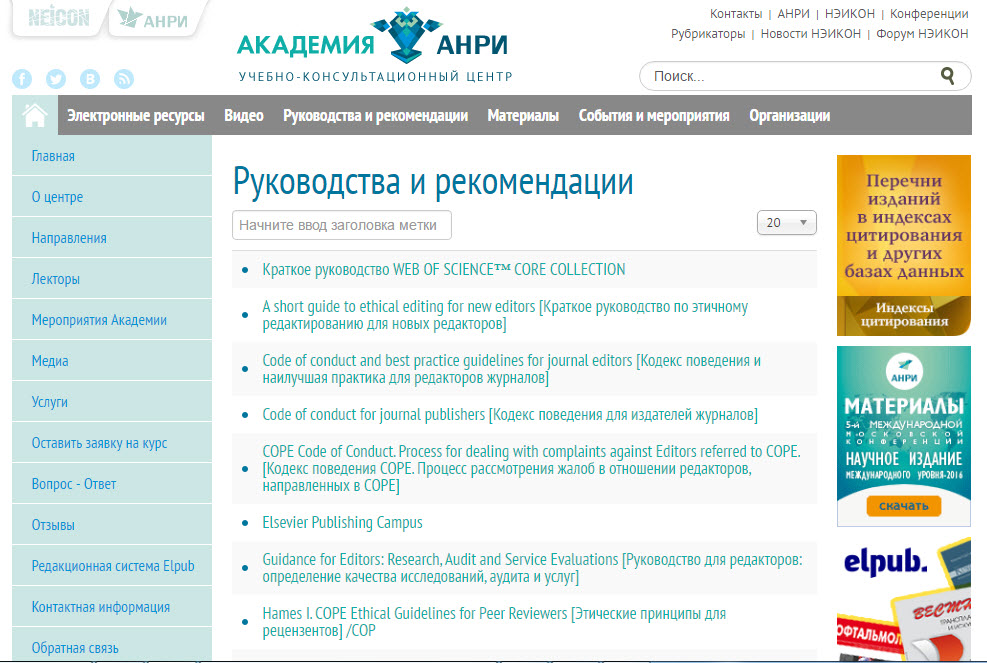 NEICON
АНРИ
АКАДЕМИЯ АНРИ
УЧЕБНО-КОНСУЛЬТАЦИОННЫЙ ЦЕНТР
Контакты | АНРИ | НЭИКОН | Конференции
Рубрикаторы | Новости НЭИКОН | Форум НЭИКОН
Поиск...
Электронные ресурсы Видео Руководства и рекомендации Материалы События и мероприятия Организации
Главная
О центре
Направления
Лекторы
Мероприятия Академии
Медиа
Услуги
Оставить заявку на курс
Вопрос - Ответ
Отзывы
Редакционная система Elpub
Контактная информация
Обратная связь
Руководства и рекомендации
Начните ввод заголовка метки
20
Краткое руководство WEB OF SCIENCE™ CORE COLLECTION
A short guide to ethical editing for new editors [Краткое руководство по этичному
редактированию для новых редакторов]
Code of conduct and best practice guidelines for journal editors [Кодекс поведения и
наилучшая практика для редакторов журналов]
Code of conduct for journal publishers [Кодекс поведения для издателей журналов]
COPE Code of Conduct. Process for dealing with complaints against Editors referred to COPE.
[Кодекс поведения COPE. Процесс рассмотрения жалоб в отношении редакторов,
направленных в COPE]
Elsevier Publishing Campus
Guidance for Editors: Research, Audit and Service Evaluations [Руководство для редакторов:
определение качества исследований, аудита и услуг]
Hames I. COPE Ethical Guidelines for Peer Reviewers [Этические принципы для
рецензентов] /COP
Перечни
изданий
в индексах
цитирования
и других
базах данных
Индексы
цитирования
АНРИ
МАТЕРИАЛЫ
5-й МЕЖДУНАРОДНОЙ
МОСКОВСКОЙ
КОНФЕРЕНЦИИ
НАУЧНОЕ ИЗДАНИЕ
МЕЖДУНАРОДНОГО УРОВНЯ-2016
скачать
elpub.
ВЕСТН
ОФТАЛЬМОЛ